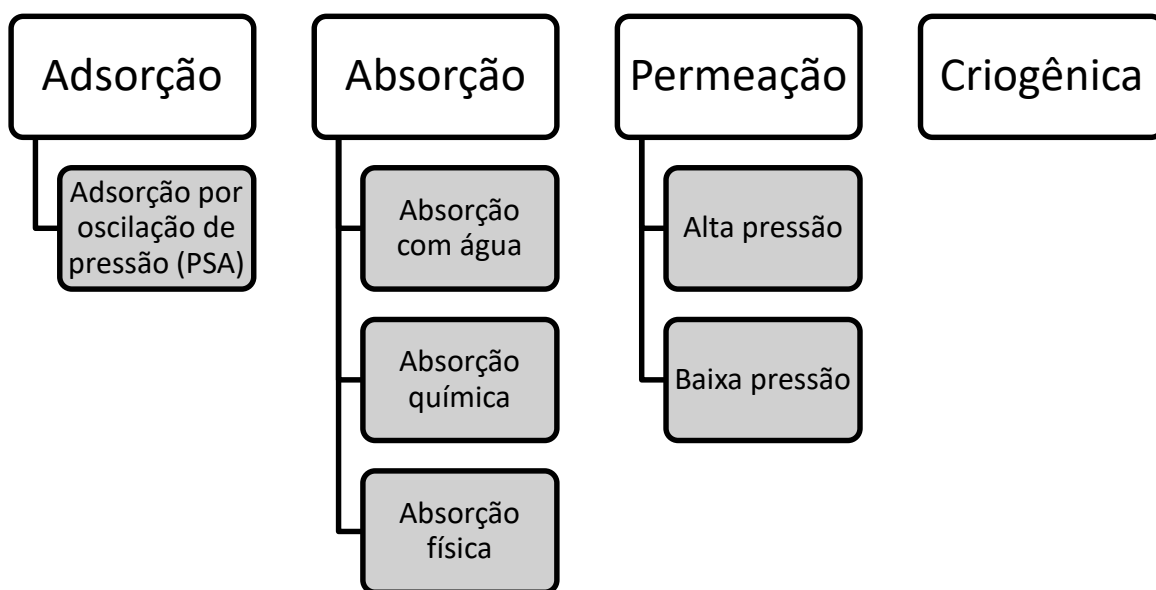 Adsorção
Adsorção por
oscilação de
pressão (PSA)
Absorção
Absorção
com água
Absorção
química
Absorção
física
Permeação
Alta pressão
Baixa pressão
Criogênica